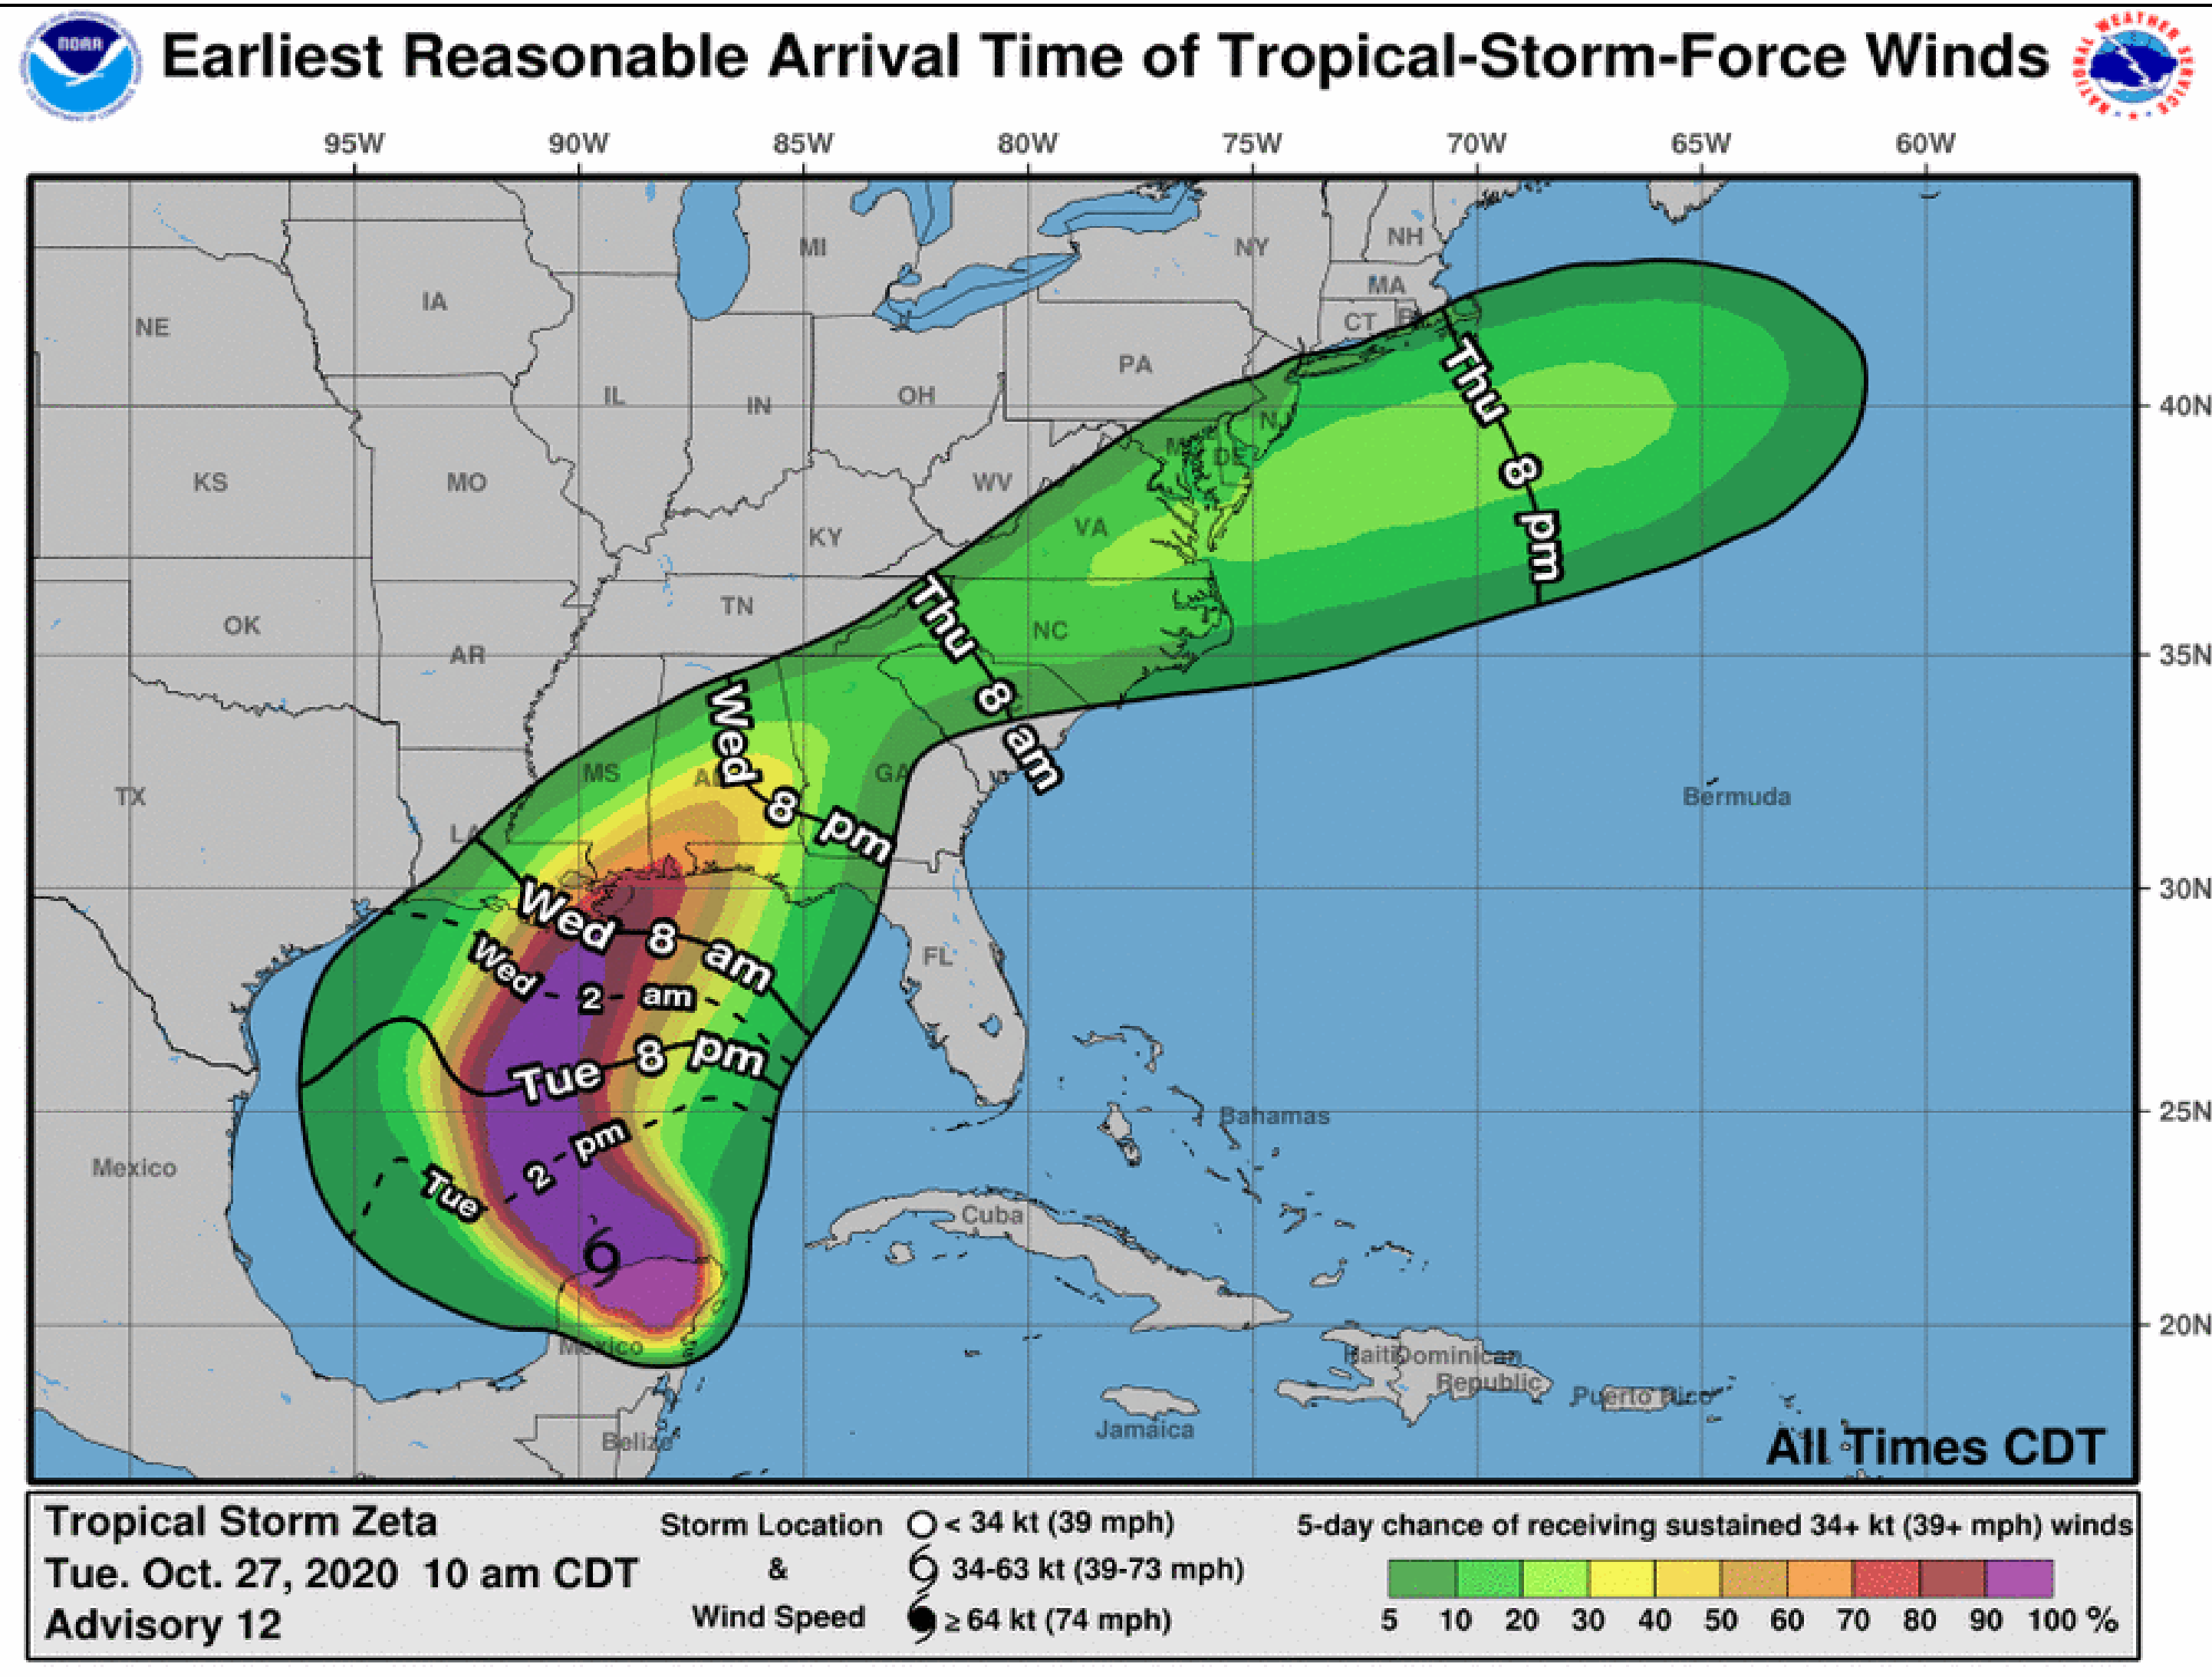 NOAA
Earliest Reasonable Arrival Time of Tropical-Storm-Force Winds
NATIONAL WEATHER SERVICE
95W 90W 85W 80W 75W 70W 65W 60W
MI NY NH
MA
IA
NE CT
PA
IL IN OH 40N
Thu 8 pm
KS MO WV
DE
VA
KY
TN
OK NC
AR 35N
Thu 8 am
MS GA
TX Bermuda
LA
Wed 8 pm
30N
Wed 8 am
FL
Wed 2 am
Tue 8 pm
Bahamas 25N
Tue 2 pm
Mexico
Cuba
20N
Mexico
Haiti Dominican
Republic
Puerto Rico
Jamaica
Belize
All Times CDT
Tropical Storm Zeta
Tue. Oct. 27, 2020 10 am CDT
Advisory 12
Storm Location
&
Wind Speed
< 34 kt (39 mph)
34-63 kt (39-73 mph)
≥ 64 kt (74 mph)
5-day chance of receiving sustained 34+ kt (39+ mph) winds
5 10 20 30 40 50 60 70 80 90 100 %